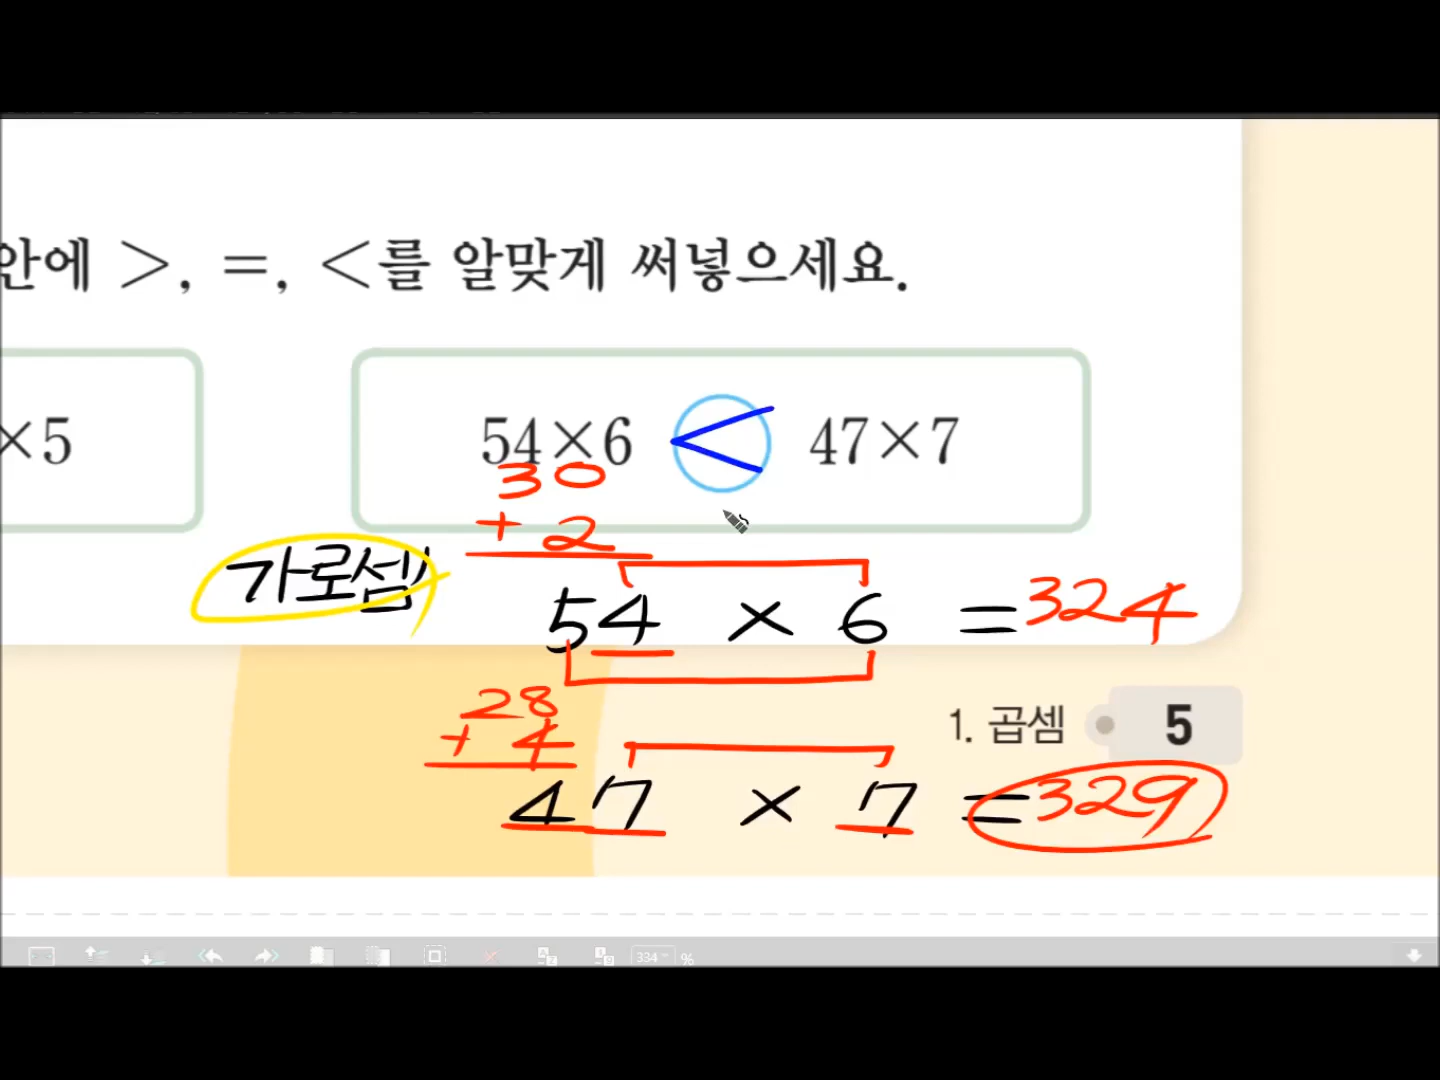 안에 >, =, <를 알맞게 써넣으세요.
×5
54×6 < 47×7
30
+ 2
가로셈
54 × 6 = 324
28
+ 4
1. 곱셈 5
47 × 7 = 329
334 %